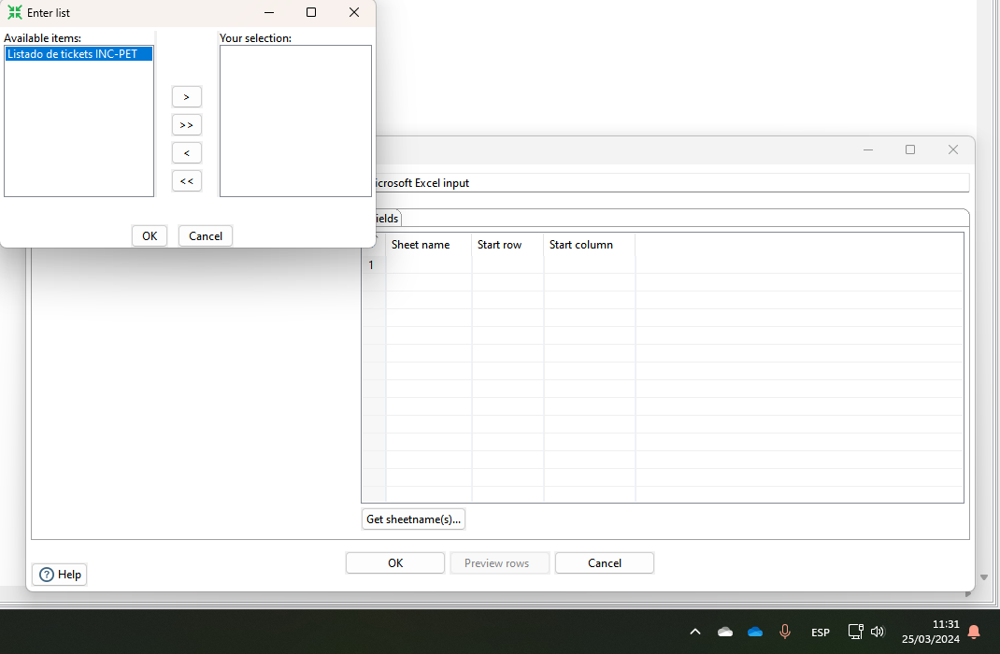 Enter list
Available items:
Your selection:
Listado de tickets INC-PET
>
>>
<
<<
OK
Cancel
icrosoft Excel input
ields
Sheet name
Start row
Start column
1
Get sheetname(s)...
OK
Preview rows
Cancel
Help
ESP
11:31
25/03/2024